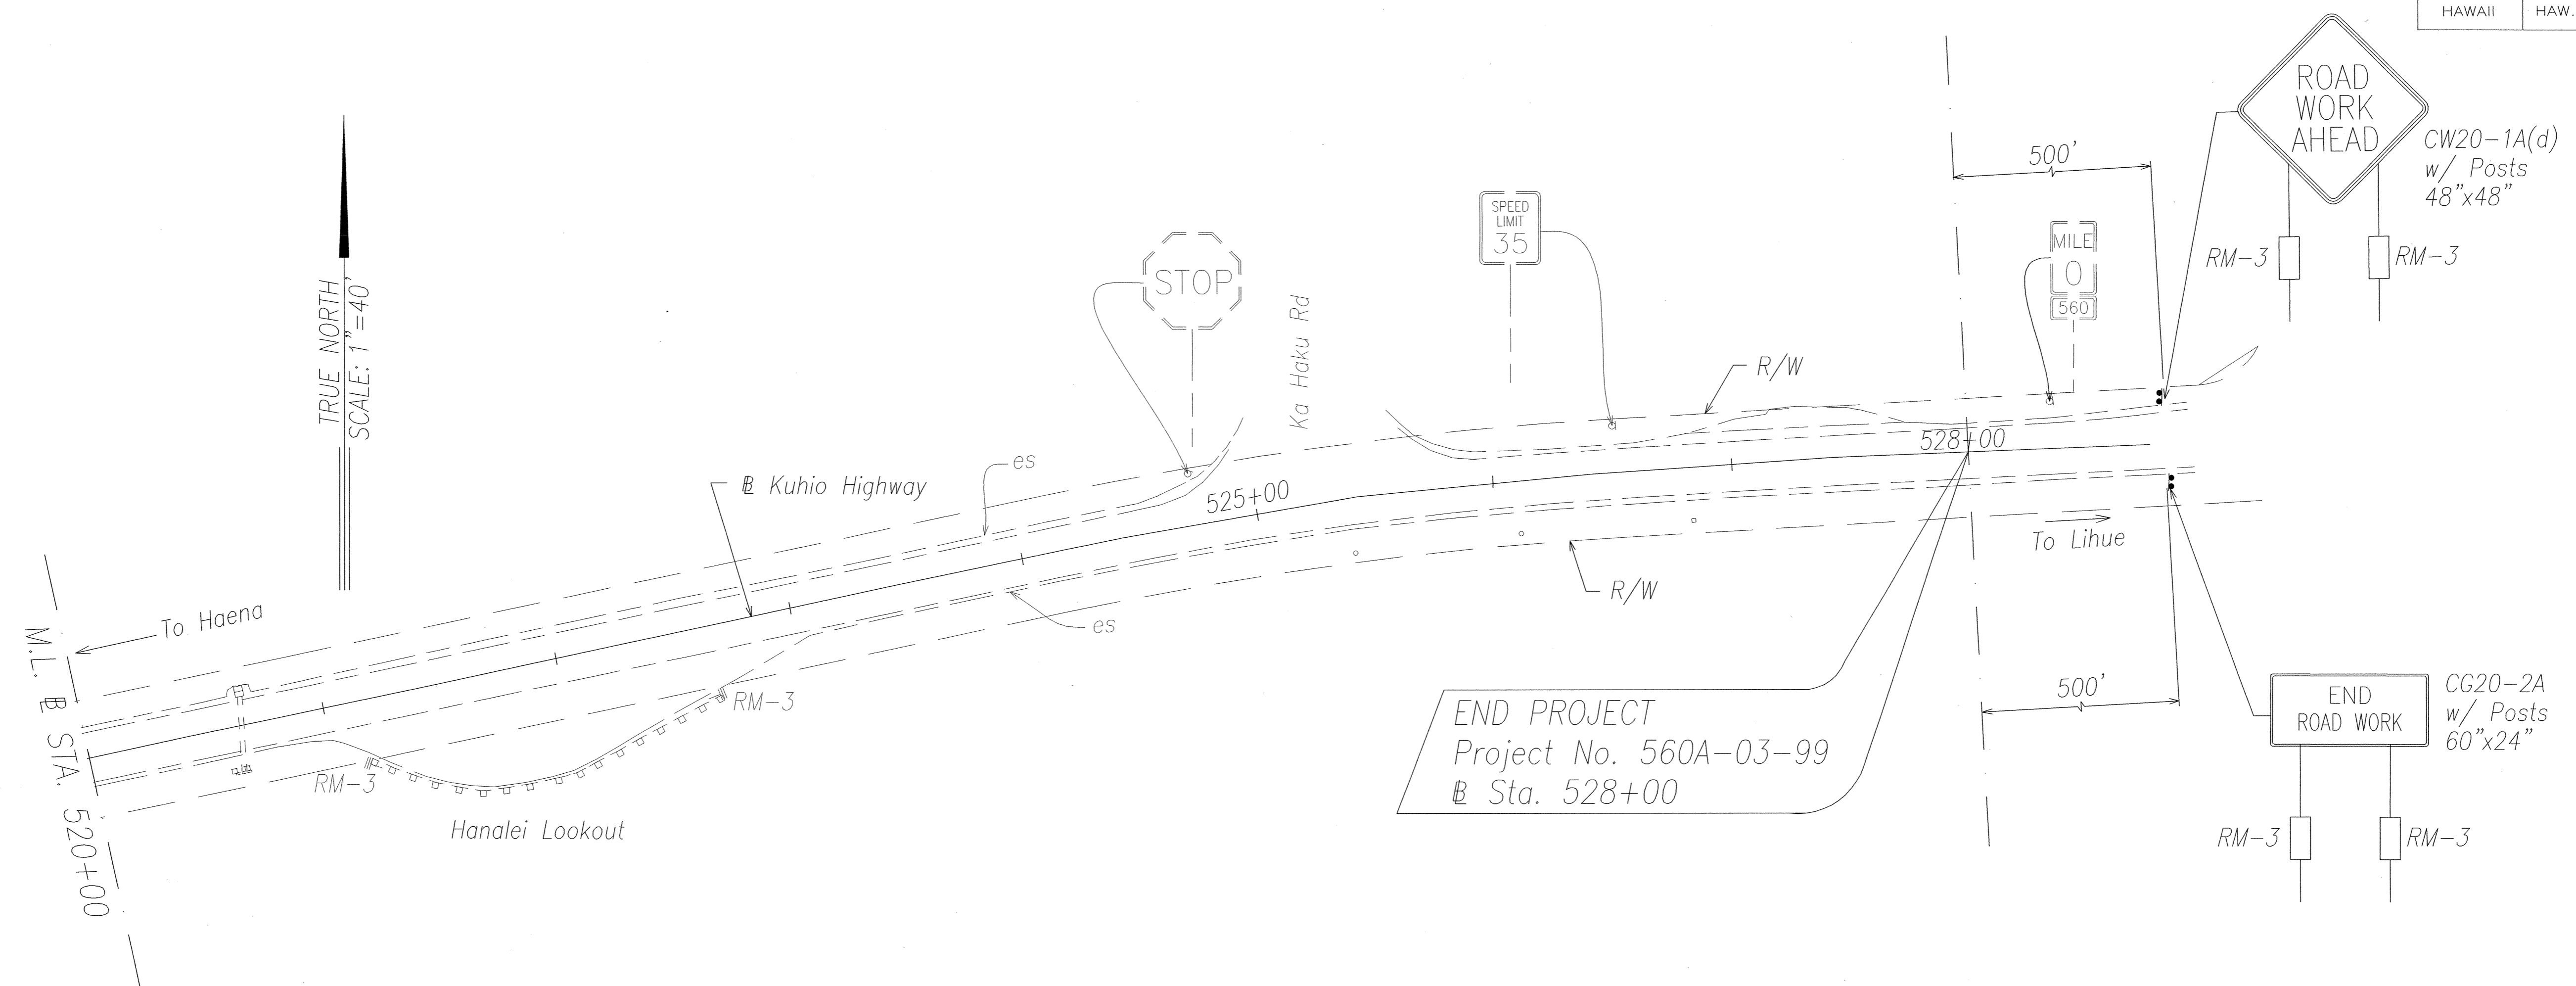 HAWAII HAW.
ROAD
WORK
AHEAD
CW20-1A(d)
w/ Posts
48"x48"
RM-3
RM-3
500'
SPEED
LIMIT
35
MILE
0
560
STOP
Ka Haku Rd
TRUE NORTH
SCALE: 1"=40'
R/W
528+00
es
BL Kuhio Highway
525+00
To Lihue
R/W
To Haena
es
M.L. BL STA. 520+00
RM-3
RM-3
Hanalei Lookout
END PROJECT
Project No. 560A-03-99
BL Sta. 528+00
500'
END
ROAD WORK
CG20-2A
w/ Posts
60"x24"
RM-3
RM-3